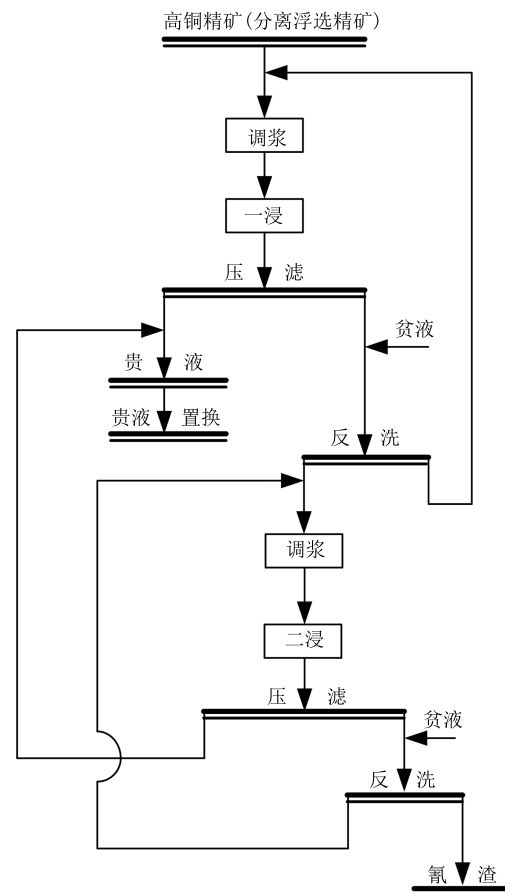 高铜精矿(分离浮选精矿)
调浆
一浸
压 滤
贫液
贵 液
贵液 置换
反 洗
调浆
二浸
压 滤
贫液
反 洗
氰 渣